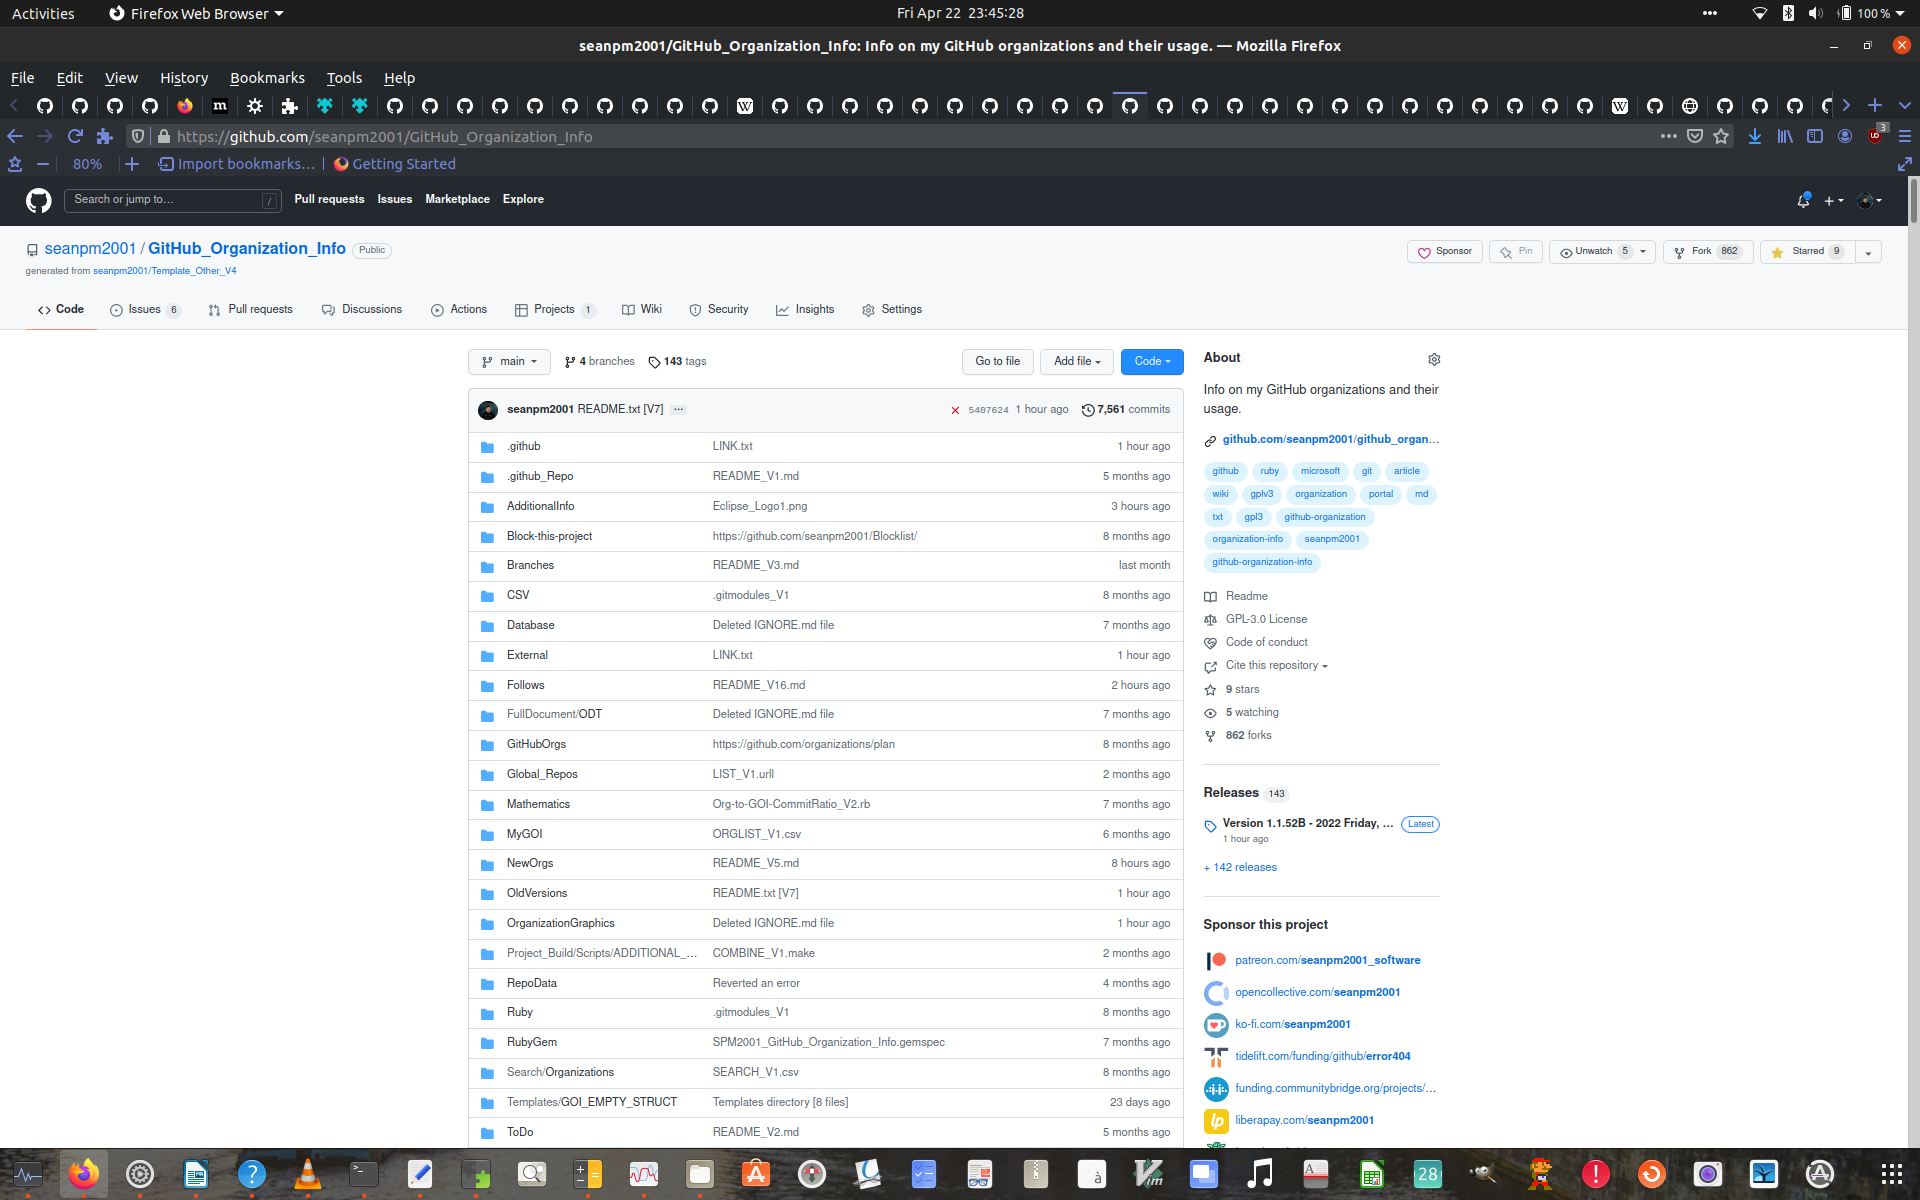 Activities Firefox Web Browser Fri Apr 22 23:45:28 100 %
seanpm2001/GitHub_Organization_Info: Info on my GitHub organizations and their usage. — Mozilla Firefox
File Edit View History Bookmarks Tools Help
https://github.com/seanpm2001/GitHub_Organization_Info 3
80% Import bookmarks... Getting Started
Search or jump to... / Pull requests Issues Marketplace Explore
seanpm2001 / GitHub_Organization_Info Public Sponsor Pin Unwatch 5 Fork 862 Starred 9
generated from seanpm2001/Template_Other_V4
Code Issues 6 Pull requests Discussions Actions Projects 1 Wiki Security Insights Settings
main 4 branches 143 tags Go to file Add file Code
seanpm2001 README.txt [V7] ... 5407624 1 hour ago 7,561 commits
.github LINK.txt 1 hour ago
.github_Repo README_V1.md 5 months ago
AdditionalInfo Eclipse_Logo1.png 3 hours ago
Block-this-project https://github.com/seanpm2001/Blocklist/ 8 months ago
Branches README_V3.md last month
CSV .gitmodules_V1 8 months ago
Database Deleted IGNORE.md file 7 months ago
External LINK.txt 1 hour ago
Follows README_V16.md 2 hours ago
FullDocument/ODT Deleted IGNORE.md file 7 months ago
GitHubOrgs https://github.com/organizations/plan 8 months ago
Global_Repos LIST_V1.urll 2 months ago
Mathematics Org-to-GOI-CommitRatio_V2.rb 7 months ago
MyGOI ORGLIST_V1.csv 6 months ago
NewOrgs README_V5.md 8 hours ago
OldVersions README.txt [V7] 1 hour ago
OrganizationGraphics Deleted IGNORE.md file 1 hour ago
Project_Build/Scripts/ADDITIONAL_... COMBINE_V1.make 2 months ago
RepoData Reverted an error 4 months ago
Ruby .gitmodules_V1 8 months ago
RubyGem SPM2001_GitHub_Organization_Info.gemspec 7 months ago
Search/Organizations SEARCH_V1.csv 8 months ago
Templates/GOI_EMPTY_STRUCT Templates directory [8 files] 23 days ago
ToDo README_V2.md 5 months ago
About
Info on my GitHub organizations and their
usage.
github.com/seanpm2001/github_organ...
github ruby microsoft git article
wiki gplv3 organization portal md
txt gpl3 github-organization
organization-info seanpm2001
github-organization-info
Readme
GPL-3.0 License
Code of conduct
Cite this repository
9 stars
5 watching
862 forks
Releases 143
Version 1.1.52B - 2022 Friday, ... Latest
1 hour ago
+ 142 releases
Sponsor this project
patreon.com/seanpm2001_software
opencollective.com/seanpm2001
ko-fi.com/seanpm2001
tidelift.com/funding/github/error404
funding.communitybridge.org/projects/...
liberapay.com/seanpm2001
28